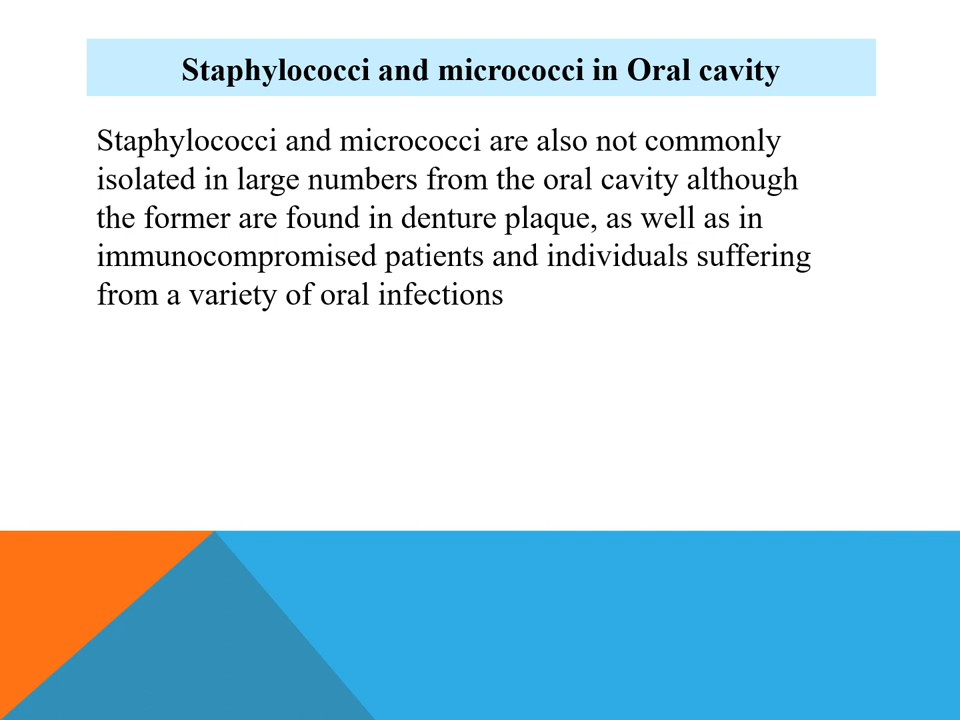 Staphylococci and micrococci in Oral cavity
Staphylococci and micrococci are also not commonly
isolated in large numbers from the oral cavity although
the former are found in denture plaque, as well as in
immunocompromised patients and individuals suffering
from a variety of oral infections